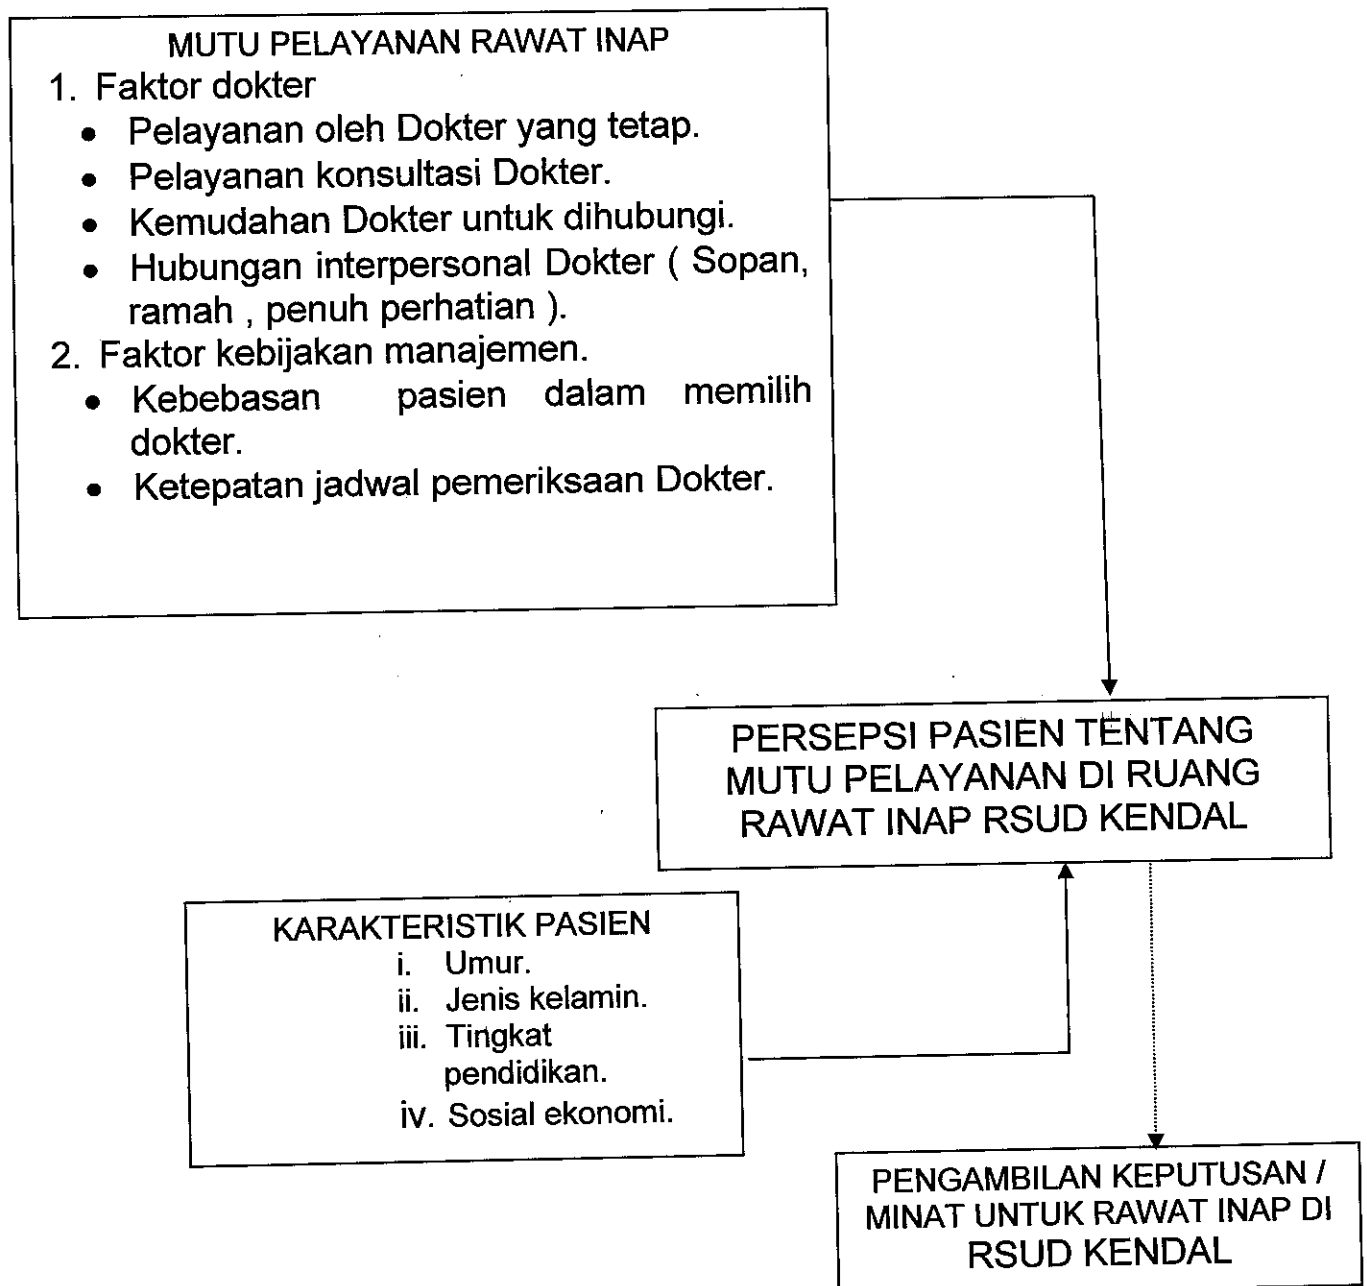 MUTU PELAYANAN RAWAT INAP
1. Faktor dokter
• Pelayanan oleh Dokter yang tetap.
• Pelayanan konsultasi Dokter.
• Kemudahan Dokter untuk dihubungi.
• Hubungan interpersonal Dokter ( Sopan,
ramah , penuh perhatian ).
2. Faktor kebijakan manajemen.
• Kebebasan pasien dalam memilih
dokter.
• Ketepatan jadwal pemeriksaan Dokter.
PERSEPSI PASIEN TENTANG
MUTU PELAYANAN DI RUANG
RAWAT INAP RSUD KENDAL
KARAKTERISTIK PASIEN
i. Umur.
ii. Jenis kelamin.
iii. Tingkat
pendidikan.
iv. Sosial ekonomi.
PENGAMBILAN KEPUTUSAN /
MINAT UNTUK RAWAT INAP DI
RSUD KENDAL